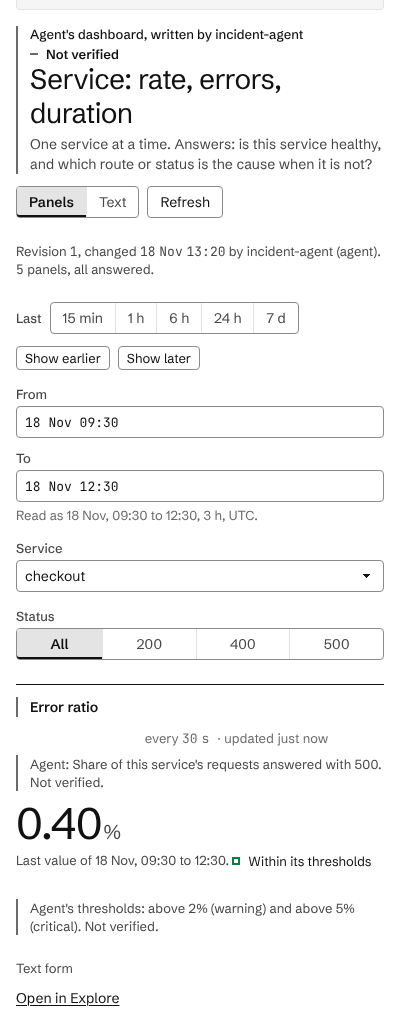 Agent's dashboard, written by incident-agent
– Not verified
Service: rate, errors,
duration
One service at a time. Answers: is this service healthy,
and which route or status is the cause when it is not?
Panels Text Refresh
Revision 1, changed 18 Nov 13:20 by incident-agent (agent).
5 panels, all answered.
Last 15 min 1 h 6 h 24 h 7 d
Show earlier Show later
From
18 Nov 09:30
To
18 Nov 12:30
Read as 18 Nov, 09:30 to 12:30, 3 h, UTC.
Service
checkout
Status
All 200 400 500
Error ratio
every 30 s · updated just now
Agent: Share of this service's requests answered with 500.
Not verified.
0.40%
Last value of 18 Nov, 09:30 to 12:30. Within its thresholds
Agent's thresholds: above 2% (warning) and above 5%
(critical). Not verified.
Text form
Open in Explore